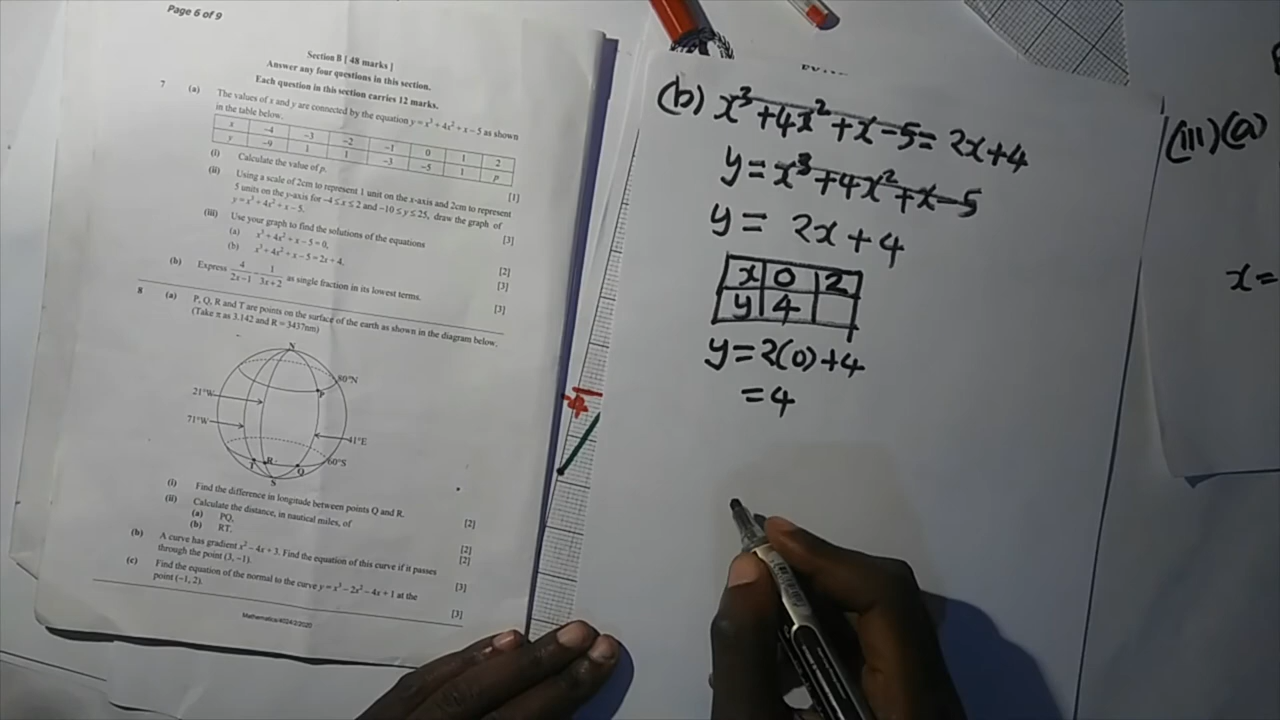 Page 6 of 9
Section B [ 48 marks ]
Answer any four questions in this section.
Each question in this section carries 12 marks.
7 (a) The values of x and y are connected by the equation y = x³ + 4x² + x – 5 as shown
in the table below.
x –4 –3 –2 –1 0 1 2
y –9 1 1 –3 –5 1 p
(i) Calculate the value of p. [1]
(ii) Using a scale of 2cm to represent 1 unit on the x-axis and 2cm to represent
5 units on the y-axis for –4 ≤ x ≤ 2 and –10 ≤ y ≤ 25, draw the graph of
y = x³ + 4x² + x – 5. [3]
(iii) Use your graph to find the solutions of the equations
(a) x³ + 4x² + x – 5 = 0, [2]
(b) x³ + 4x² + x – 5 = 2x + 4. [3]
(b) Express 4/(2x – 1) – 1/(3x + 2) as single fraction in its lowest terms. [3]
8 (a) P, Q, R and T are points on the surface of the earth as shown in the diagram below.
(Take π as 3.142 and R = 3437nm)
N
80°N
P
21°W
71°W
41°E
60°S
T R Q
S
(i) Find the difference in longitude between points Q and R. [2]
(ii) Calculate the distance, in nautical miles, of
(a) PQ, [2]
(b) RT. [2]
(b) A curve has gradient x² – 4x + 3. Find the equation of this curve if it passes
through the point (3, –1). [3]
(c) Find the equation of the normal to the curve y = x³ – 2x² – 4x + 1 at the
point (–1, 2). [3]
Mathematics/4024/2/2020
-4
(b) x³ + 4x² + x – 5 = 2x + 4
y = x³ + 4x² + x – 5
y = 2x + 4
x 0 2
y 4
y = 2(0) + 4
= 4
(iii) (a)
x =